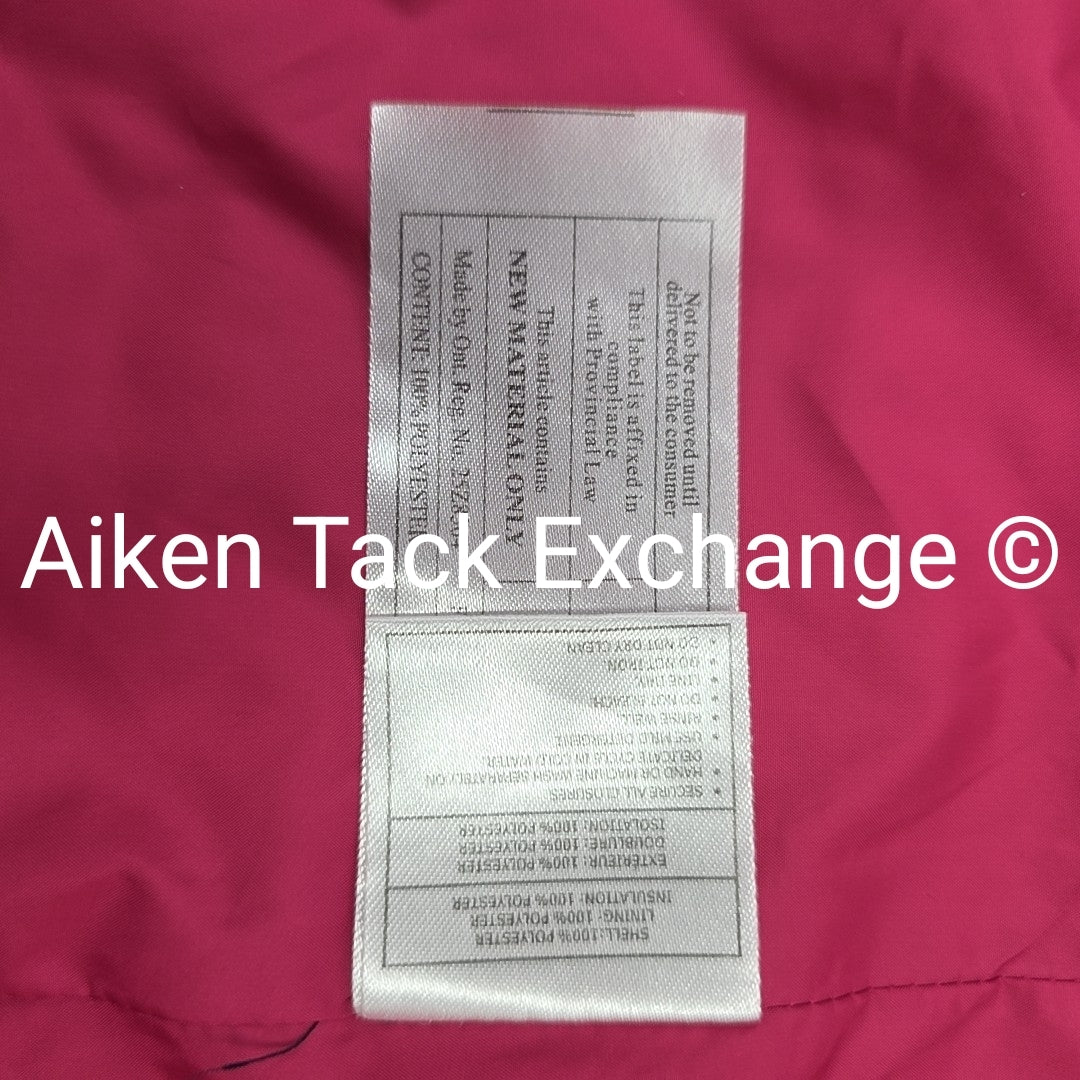 Not to be removed until
delivered to the consumer
This label is affixed in
compliance
with Provincial Law
This article contains
NEW MATERIAL ONLY
Made by Ont. Reg. No.
CONTENT: 100% POLYESTER
Aiken Tack Exchange ©
SHELL:100% POLYESTER
LINING: 100% POLYESTER
INSULATION: 100% POLYESTER
EXTÉRIEUR: 100% POLYESTER
DOUBLURE: 100% POLYESTER
ISOLATION: 100% POLYESTER
• SECURE ALL CLOSURES
• HAND OR MACHINE WASH SEPARATELY ON
DELICATE CYCLE IN COLD WATER.
• USE MILD DETERGENT
• RINSE WELL.
• DO NOT BLEACH.
• LINE DRY.
• DO NOT IRON
• DO NOT DRY CLEAN